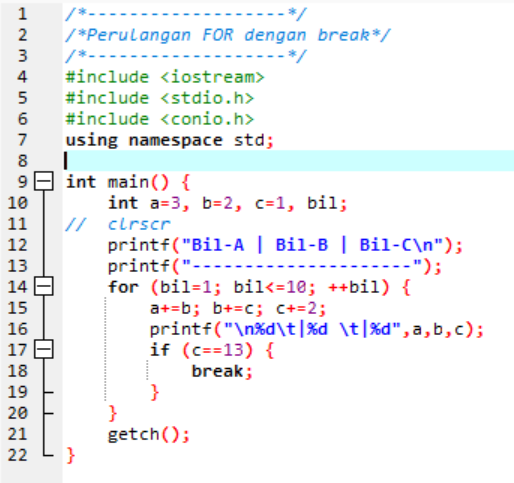 1 /*-------------------*/
2 /*Perulangan FOR dengan break*/
3 /*-------------------*/
4 #include <iostream>
5 #include <stdio.h>
6 #include <conio.h>
7 using namespace std;
8
9 int main() {
10 int a=3, b=2, c=1, bil;
11 // clrscr
12 printf("Bil-A | Bil-B | Bil-C\n");
13 printf("---------------------");
14 for (bil=1; bil<=10; ++bil) {
15 a+=b; b+=c; c+=2;
16 printf("\n%d\t|%d \t|%d",a,b,c);
17 if (c==13) {
18 break;
19 }
20 }
21 getch();
22 }